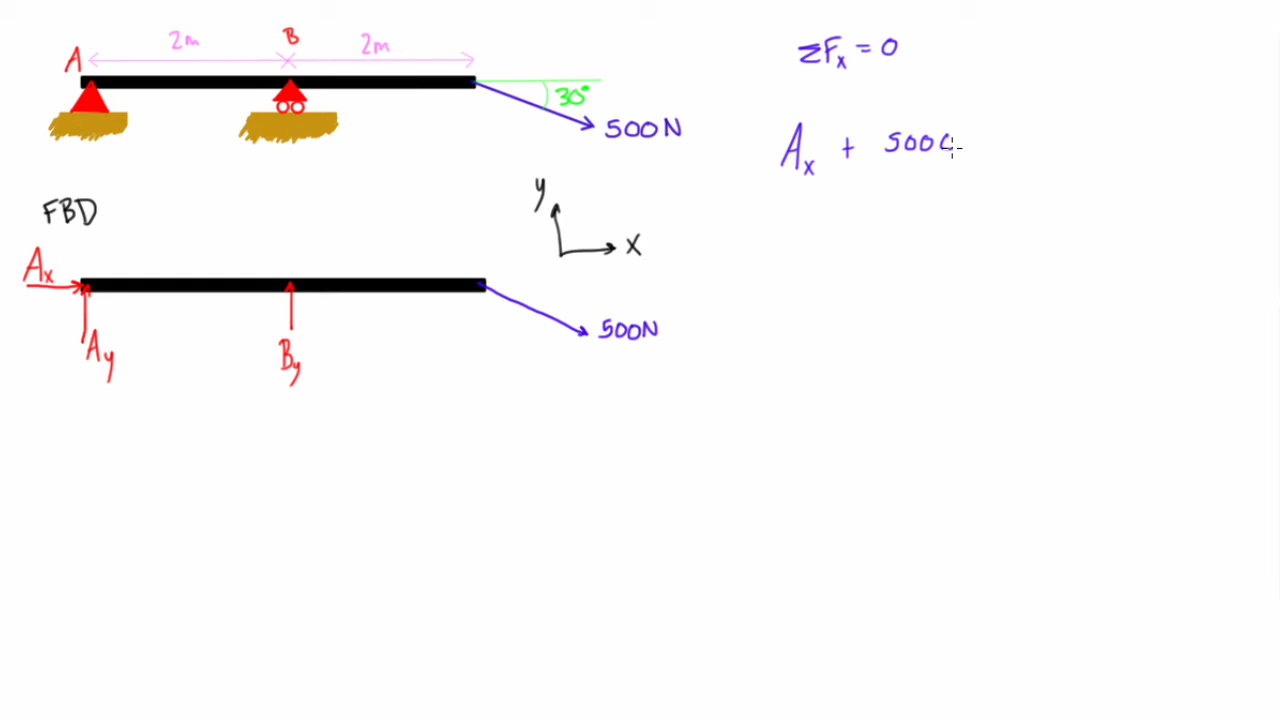 A 2m B 2m
30°
500N
FBD
y
x
Ax
Ay
By
500N
ΣFx = 0
Ax + 500c